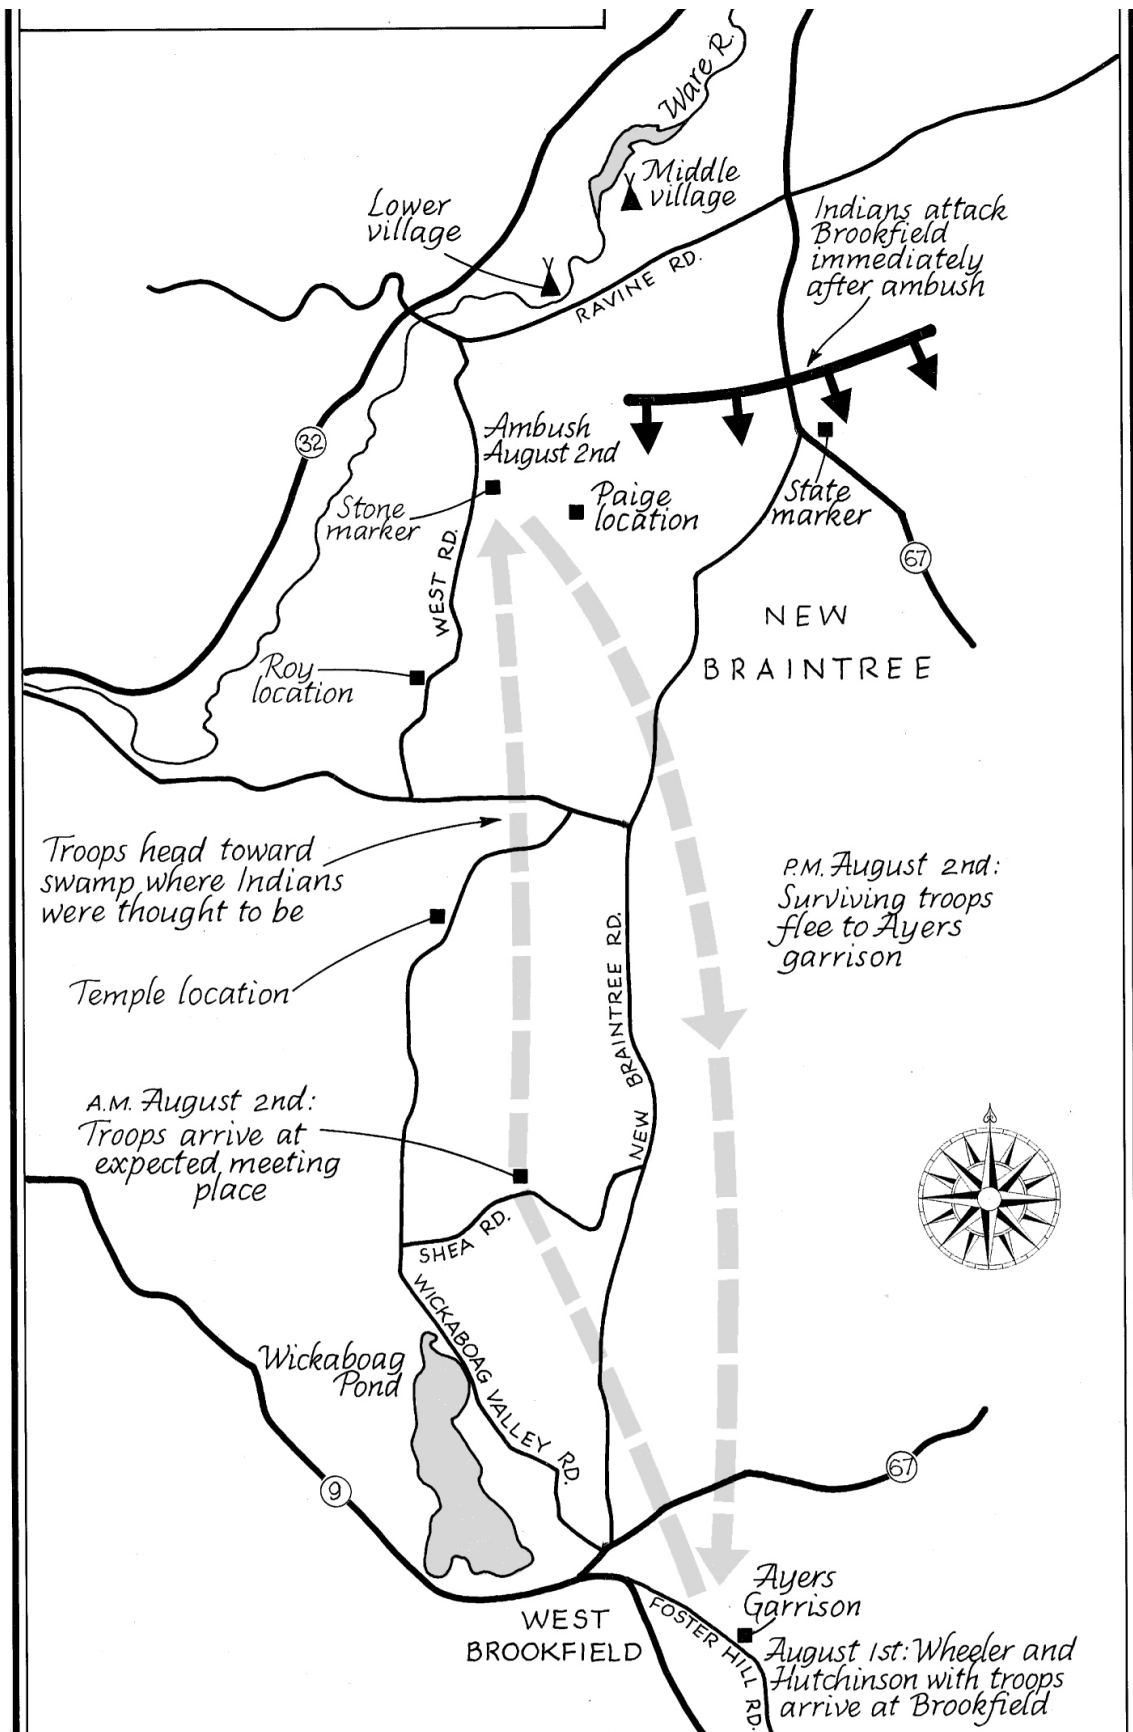 Ware R.
Middle
village
Lower
village
Indians attack
Brookfield
immediately
after ambush
RAVINE RD.
32
Ambush
August 2nd
Stone
marker
Paige
location
State
marker
WEST RD.
67
NEW
BRAINTREE
Roy
location
Troops head toward
swamp where Indians
were thought to be
P.M. August 2nd:
Surviving troops
flee to Ayers
garrison
Temple location
NEW BRAINTREE RD.
A.M. August 2nd:
Troops arrive at
expected meeting
place
SHEA RD.
WICKABOAG VALLEY RD.
Wickaboag
Pond
67
9
Ayers
Garrison
WEST
BROOKFIELD
FOSTER HILL RD.
August 1st: Wheeler and
Hutchinson with troops
arrive at Brookfield